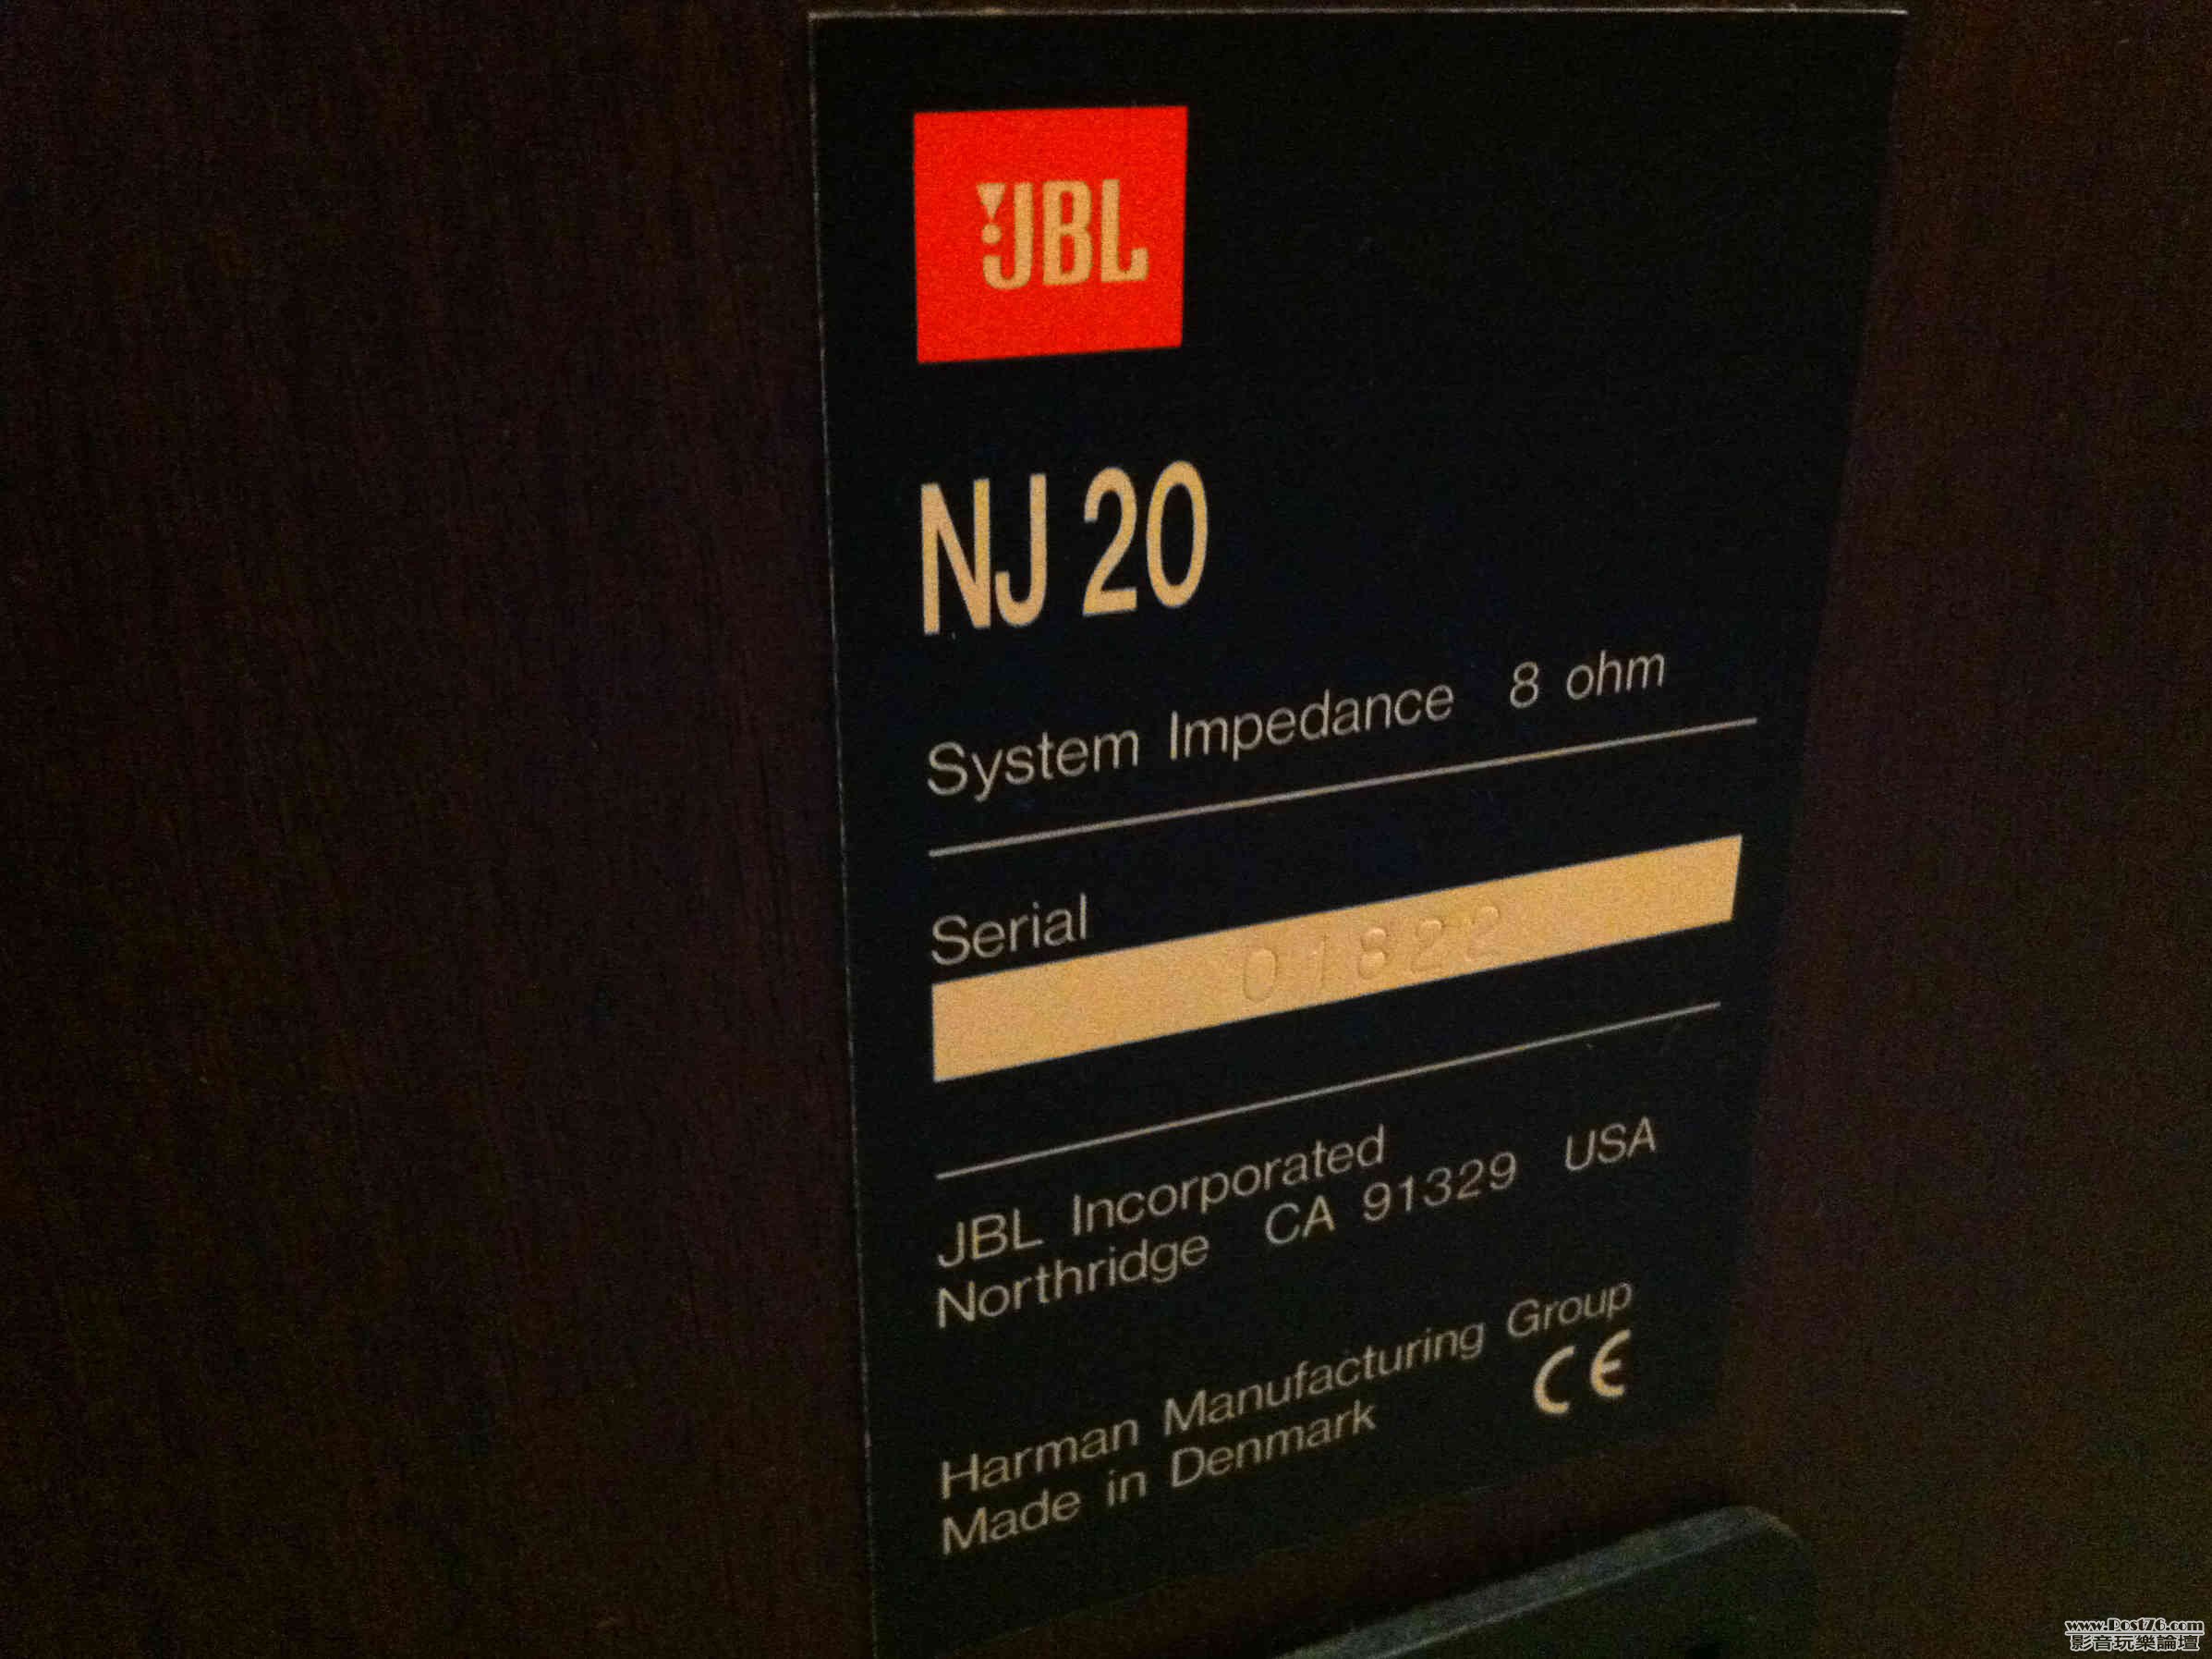 JBL
NJ 20
System Impedance 8 ohm
Serial
01822
JBL Incorporated
Northridge CA 91329 USA
Harman Manufacturing Group
Made in Denmark CE
www.Post76.com
影音玩樂論壇